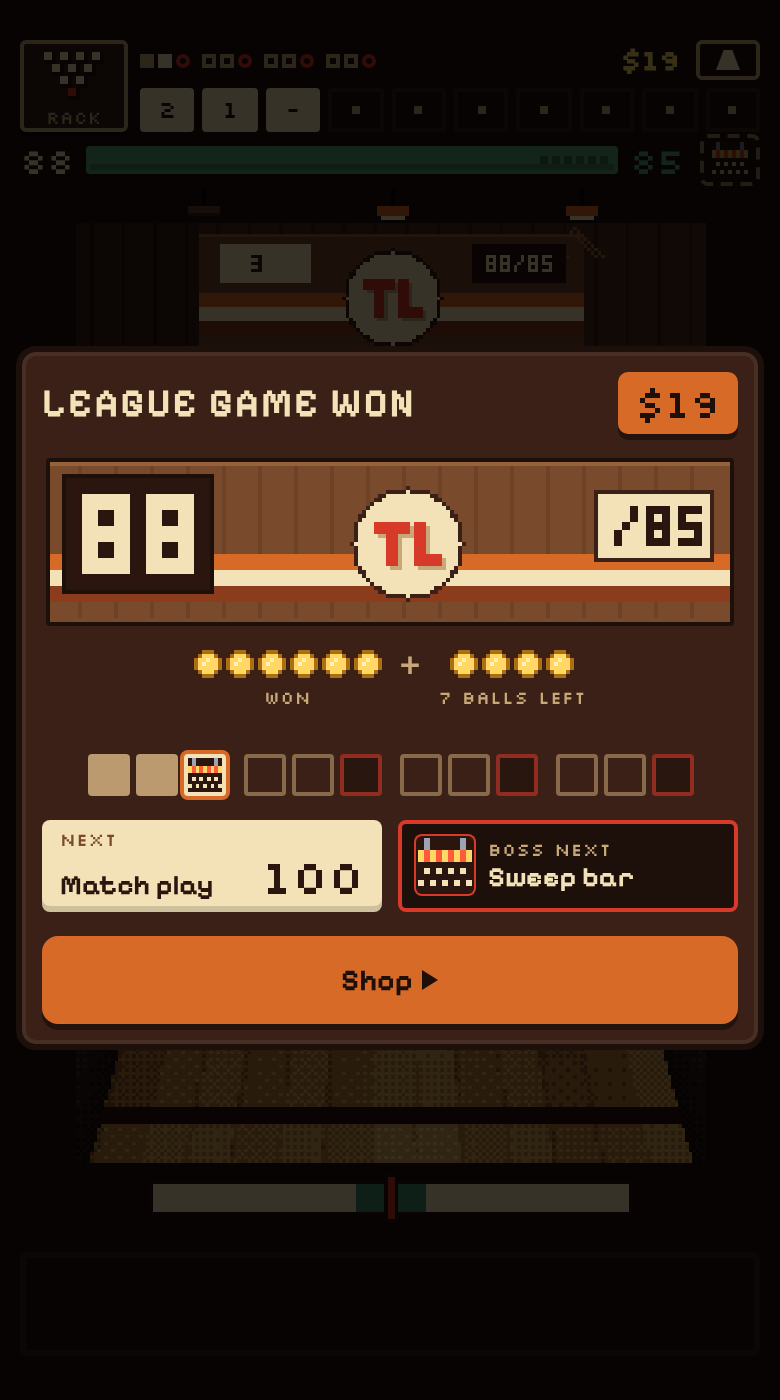 $19
RACK
2 1 -
88 85
3 88/85
TL
LEAGUE GAME WON
$19
88 TL /85
+
WON 7 BALLS LEFT
NEXT
Match play 100
BOSS NEXT
Sweep bar
Shop